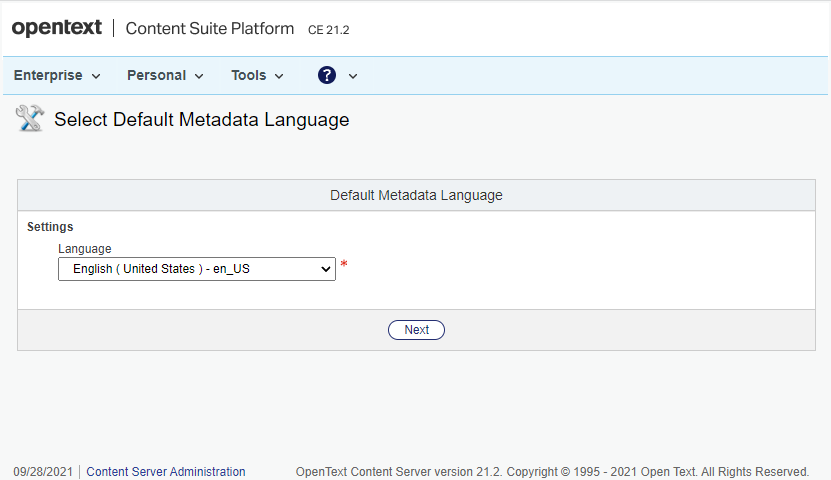 opentext | Content Suite Platform CE 21.2
Enterprise Personal Tools ?
Select Default Metadata Language
Default Metadata Language
Settings
Language
English ( United States ) - en_US *
Next
09/28/2021 | Content Server Administration OpenText Content Server version 21.2. Copyright © 1995 - 2021 Open Text. All Rights Reserved.